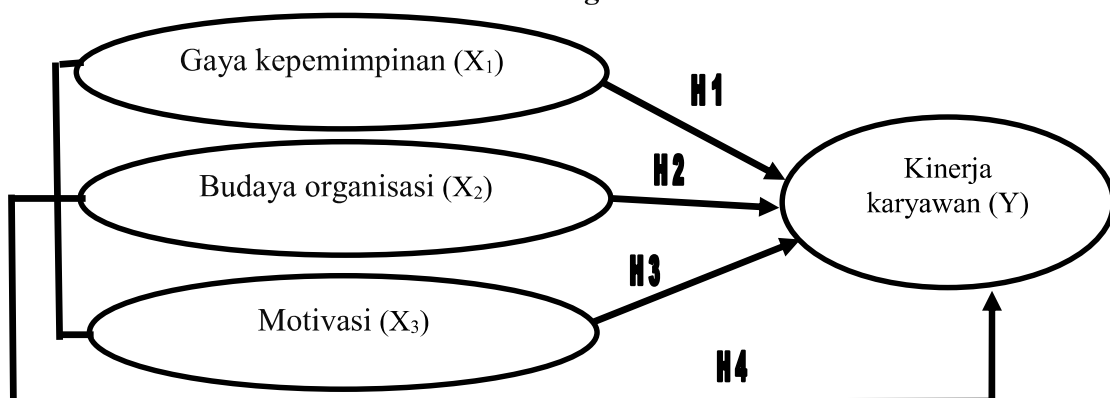 Gaya kepemimpinan (X₁)
H1
Budaya organisasi (X₂)
H2
Kinerja
karyawan (Y)
H3
Motivasi (X₃)
H4